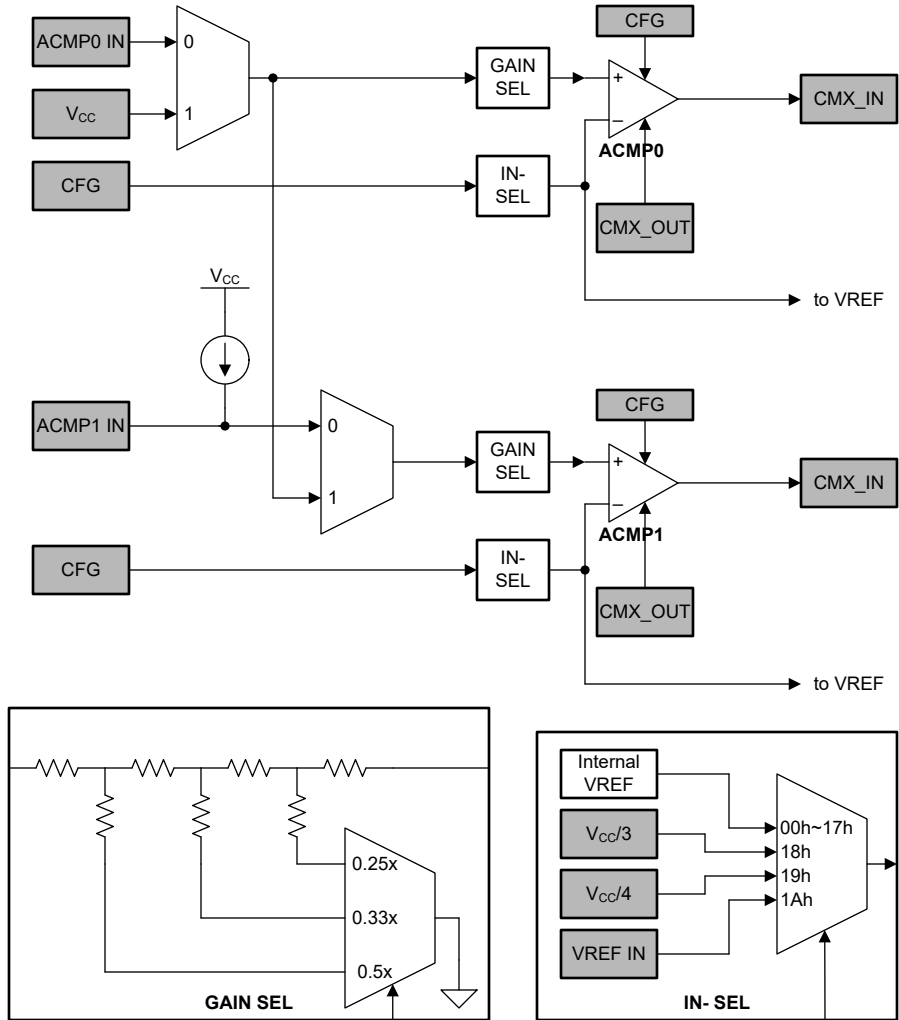 CFG
ACMP0 IN
0
GAIN
SEL
+
CMX_IN
VCC
1
–
ACMP0
CFG
IN-
SEL
CMX_OUT
VCC
to VREF
CFG
ACMP1 IN
0
GAIN
SEL
+
CMX_IN
1
–
ACMP1
CFG
IN-
SEL
CMX_OUT
to VREF
0.25x
0.33x
0.5x
GAIN SEL
Internal
VREF
00h~17h
VCC/3
18h
19h
VCC/4
1Ah
VREF IN
IN- SEL